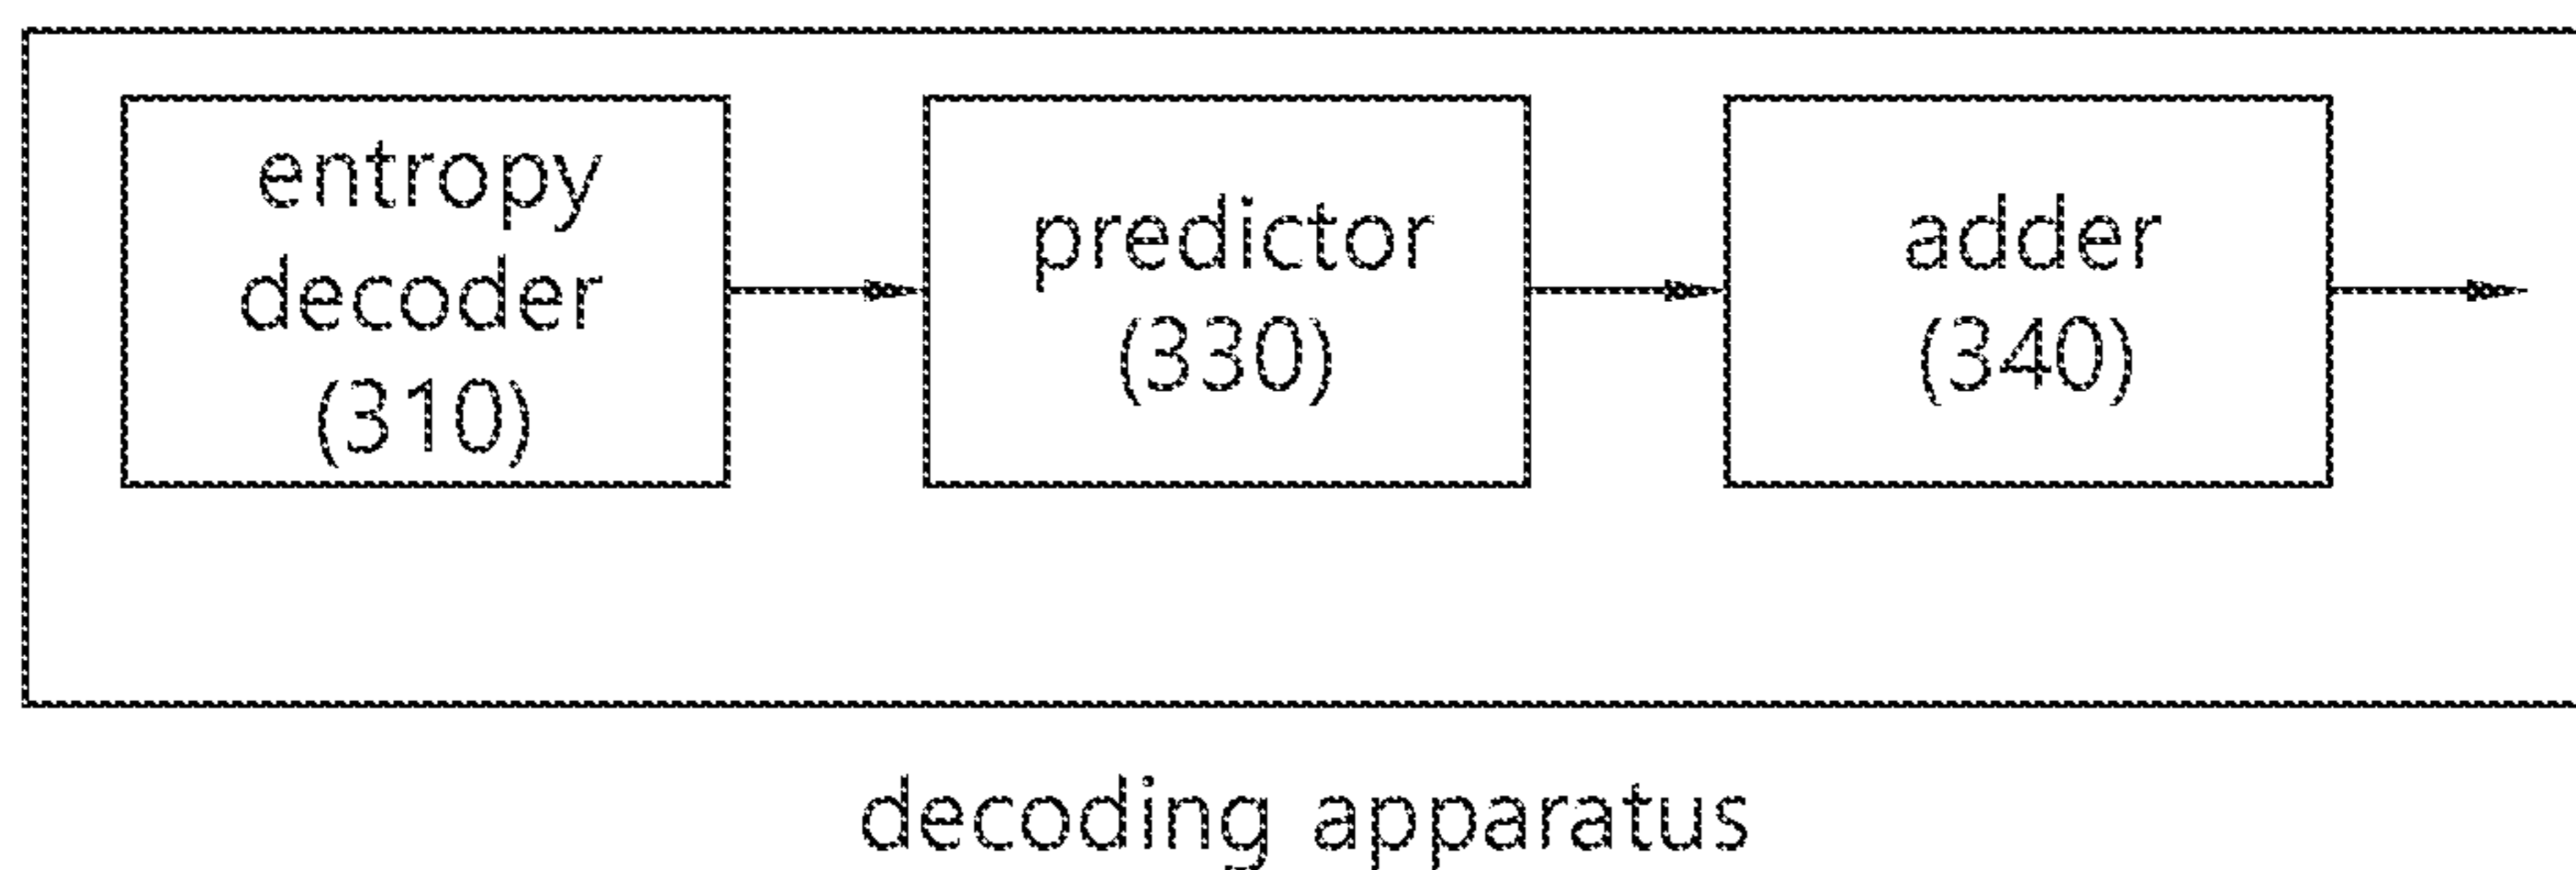 entropy
decoder
(310)
predictor
(330)
adder
(340)
decoding apparatus